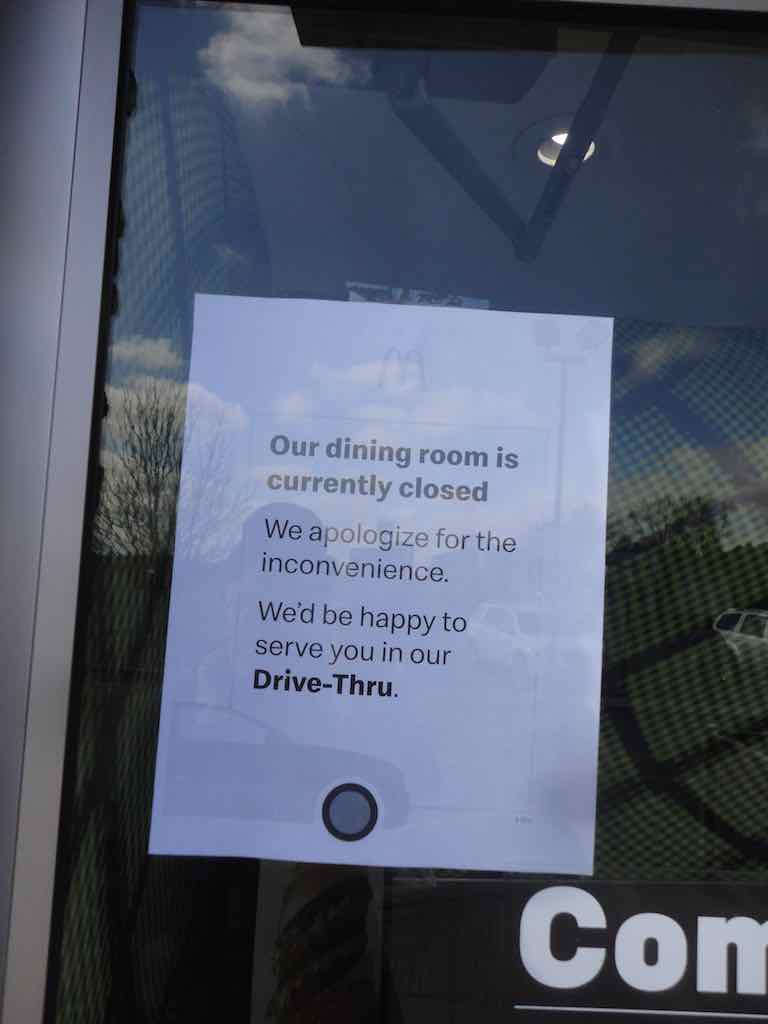 Our dining room is
currently closed
We apologize for the
inconvenience.
We'd be happy to
serve you in our
Drive-Thru.
Com